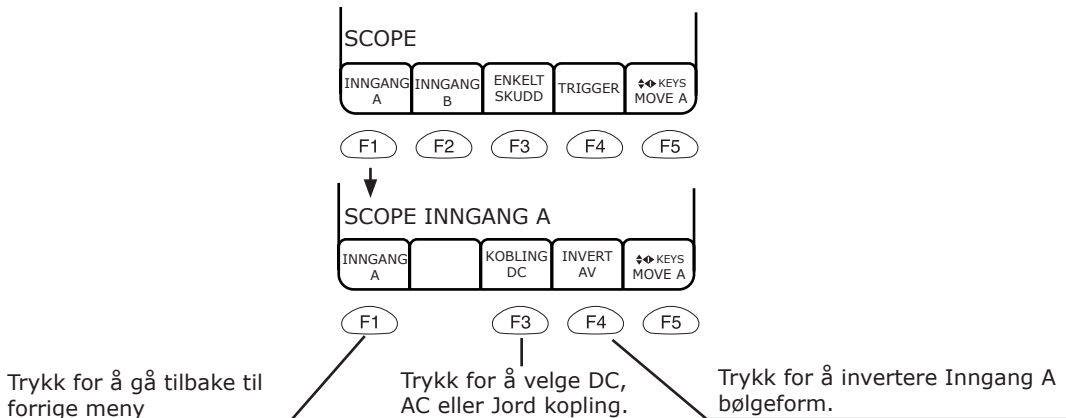 SCOPE
INNGANG A
INNGANG B
ENKELT SKUDD
TRIGGER
KEYS MOVE A
F1 F2 F3 F4 F5
SCOPE INNGANG A
INNGANG A
KOBLING DC
INVERT AV
KEYS MOVE A
F1 F3 F4 F5
Trykk for å gå tilbake til
forrige meny
Trykk for å velge DC,
AC eller Jord kopling.
Trykk for å invertere Inngang A
bølgeform.